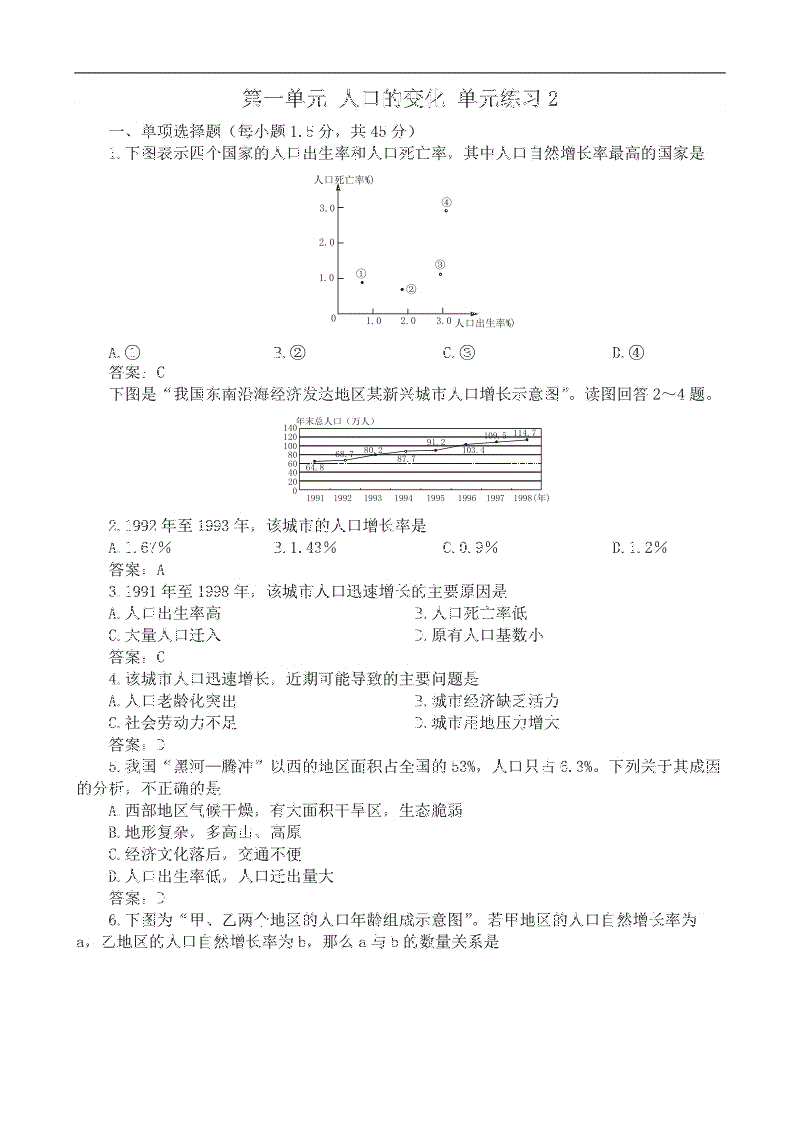 第一单元 人口的变化 单元练习2
一、单项选择题（每小题1.5分，共45分）
1.下图表示四个国家的人口出生率和人口死亡率，其中人口自然增长率最高的国家是
人口死亡率%)
3.0
④
2.0
1.0
①
③
②
0
1.0 2.0 3.0 人口出生率%)
A.① B.② C.③ D.④
答案：C
下图是“我国东南沿海经济发达地区某新兴城市人口增长示意图”。读图回答2～4题。
年末总人口（万人）
140
120
100
80
60
40
20
0
64.8 68.7 80.2 87.7 91.2 103.4 109.5 114.7
1991 1992 1993 1994 1995 1996 1997 1998(年)
2.1992年至1993年，该城市的人口增长率是
A.1.67% B.1.43% C.0.9% D.1.2%
答案：A
3.1991年至1998年，该城市人口迅速增长的主要原因是
A.人口出生率高 B.人口死亡率低
C.大量人口迁入 D.原有人口基数小
答案：C
4.该城市人口迅速增长，近期可能导致的主要问题是
A.人口老龄化突出 B.城市经济缺乏活力
C.社会劳动力不足 D.城市用地压力增大
答案：D
5.我国“黑河—腾冲”以西的地区面积占全国的53%，人口只占6.3%。下列关于其成因
的分析，不正确的是
A.西部地区气候干燥，有大面积干旱区，生态脆弱
B.地形复杂，多高山、高原
C.经济文化落后，交通不便
D.人口出生率低，人口迁出量大
答案：D
6.下图为“甲、乙两个地区的人口年龄组成示意图”。若甲地区的人口自然增长率为
a，乙地区的人口自然增长率为b，那么a与b的数量关系是